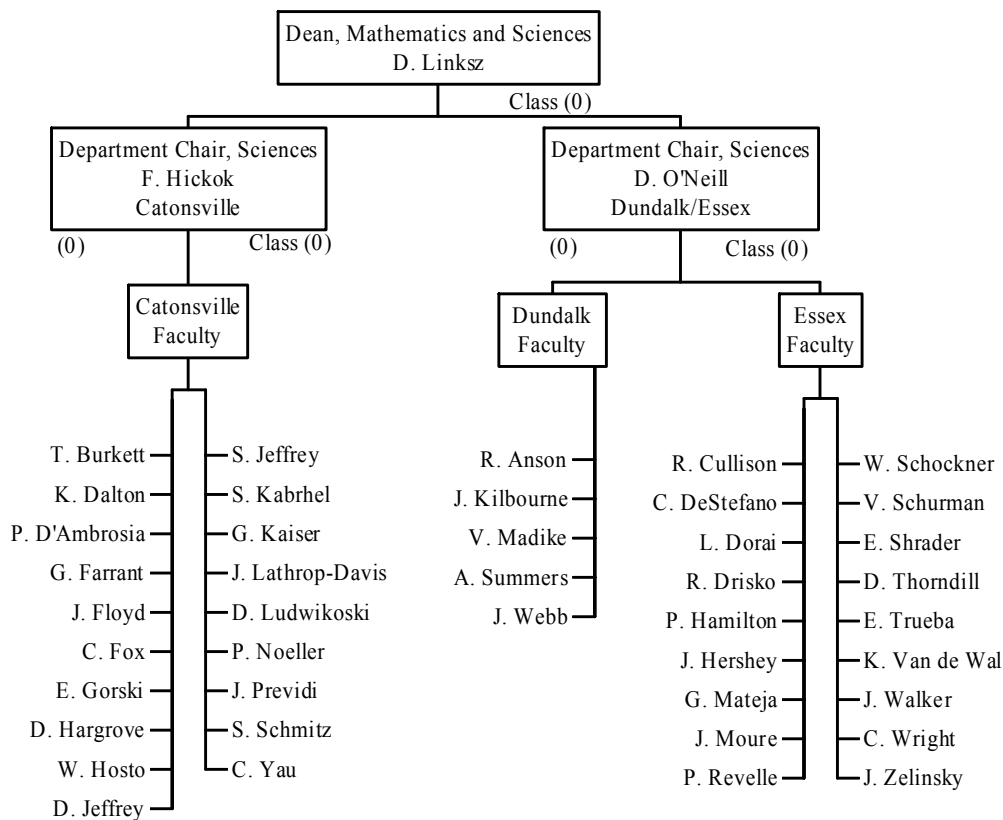 Dean, Mathematics and Sciences
D. Linksz
Class (0)
Department Chair, Sciences
F. Hickok
Catonsville
(0)
Class (0)
Department Chair, Sciences
D. O'Neill
Dundalk/Essex
(0)
Class (0)
Catonsville
Faculty
Dundalk
Faculty
Essex
Faculty
T. Burkett
K. Dalton
P. D'Ambrosia
G. Farrant
J. Floyd
C. Fox
E. Gorski
D. Hargrove
W. Hosto
D. Jeffrey
S. Jeffrey
S. Kabrhel
G. Kaiser
J. Lathrop-Davis
D. Ludwikoski
P. Noeller
J. Previdi
S. Schmitz
C. Yau
R. Anson
J. Kilbourne
V. Madike
A. Summers
J. Webb
R. Cullison
C. DeStefano
L. Dorai
R. Drisko
P. Hamilton
J. Hershey
G. Mateja
J. Moure
P. Revelle
W. Schockner
V. Schurman
E. Shrader
D. Thorndill
E. Trueba
K. Van de Wal
J. Walker
C. Wright
J. Zelinsky